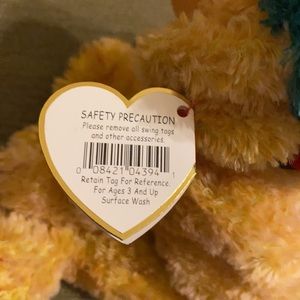 SAFETY PRECAUTION
Please remove all swing tags
and other accessories.
0 08421 04394 1
Retain Tag For Reference.
For Ages 3 And Up
Surface Wash